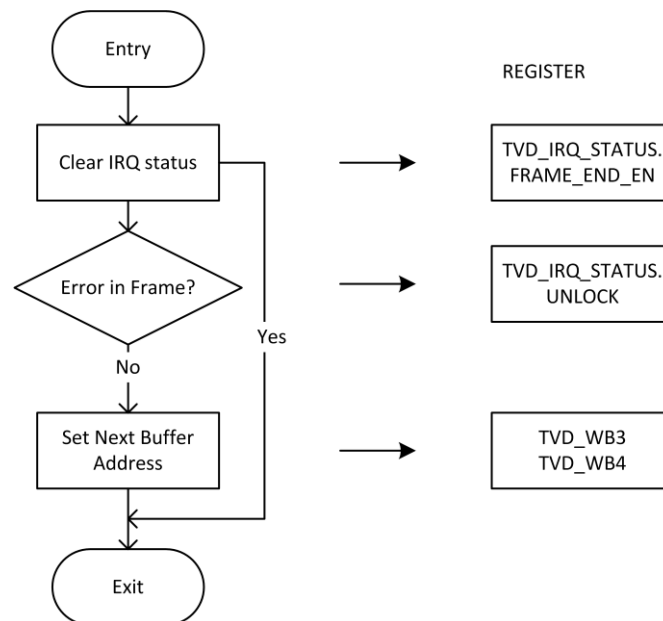 Entry
REGISTER
Clear IRQ status
TVD_IRQ_STATUS.
FRAME_END_EN
Error in Frame?
TVD_IRQ_STATUS.
UNLOCK
Yes
No
Set Next Buffer
Address
TVD_WB3
TVD_WB4
Exit